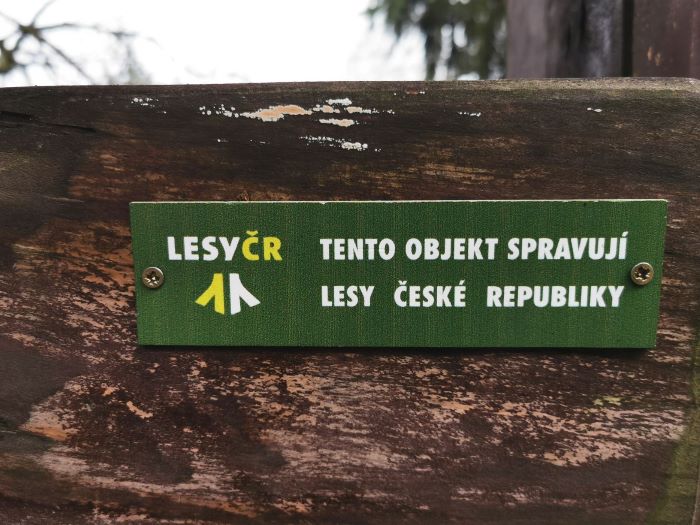 LESYČR
TENTO OBJEKT SPRAVUJÍ
LESY ČESKÉ REPUBLIKY